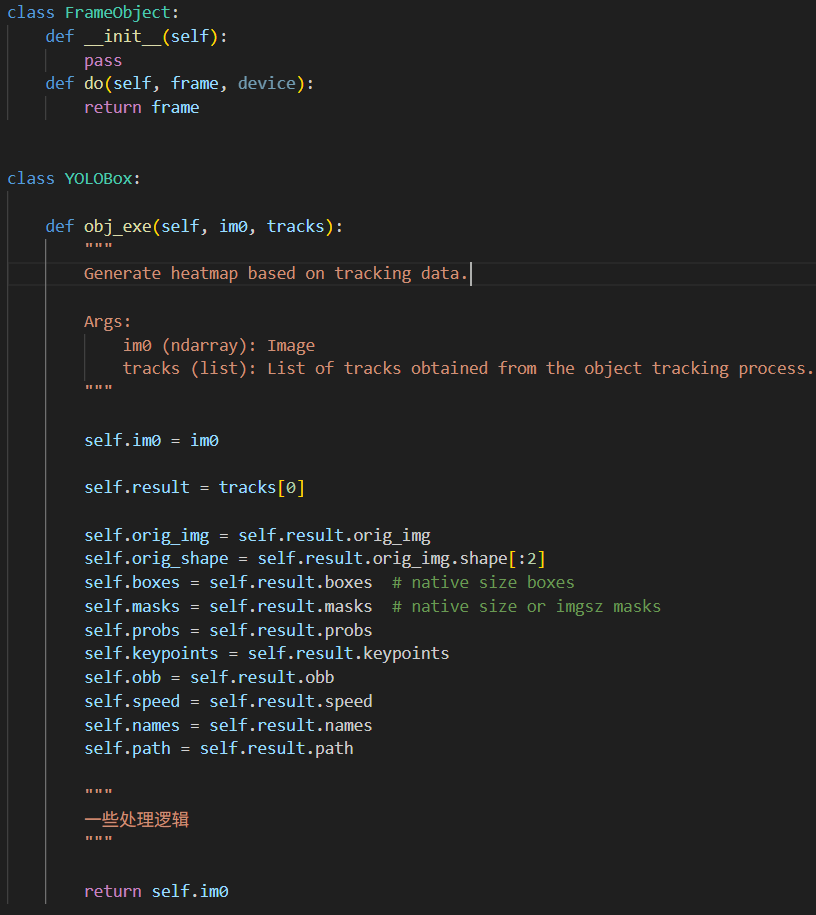 class FrameObject:
    def __init__(self):
        pass
    def do(self, frame, device):
        return frame
class YOLOBox:
    def obj_exe(self, im0, tracks):
        """
        Generate heatmap based on tracking data.
        Args:
            im0 (ndarray): Image
            tracks (list): List of tracks obtained from the object tracking process.
        """
        self.im0 = im0
        self.result = tracks[0]
        self.orig_img = self.result.orig_img
        self.orig_shape = self.result.orig_img.shape[:2]
        self.boxes = self.result.boxes  # native size boxes
        self.masks = self.result.masks  # native size or imgsz masks
        self.probs = self.result.probs
        self.keypoints = self.result.keypoints
        self.obb = self.result.obb
        self.speed = self.result.speed
        self.names = self.result.names
        self.path = self.result.path
        """
        一些处理逻辑
        """
        return self.im0